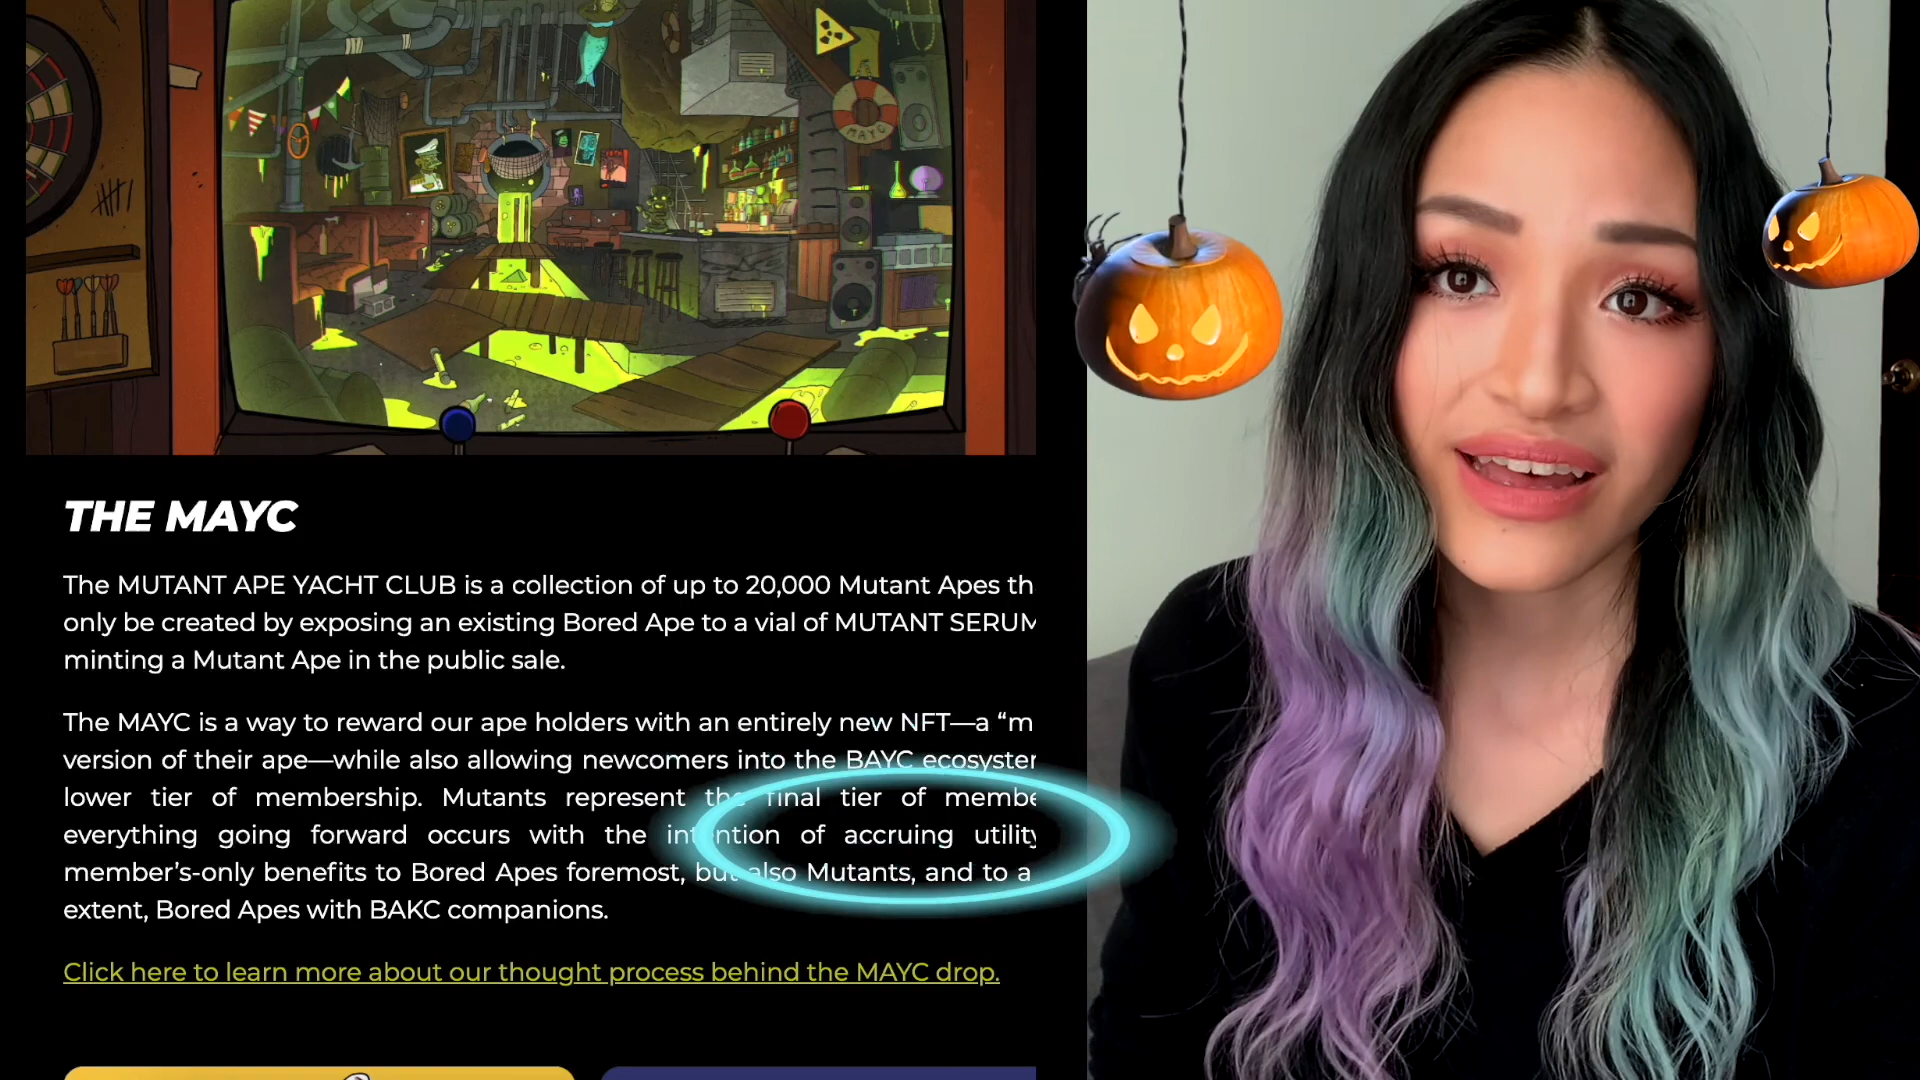 MAYC
THE MAYC
The MUTANT APE YACHT CLUB is a collection of up to 20,000 Mutant Apes th
only be created by exposing an existing Bored Ape to a vial of MUTANT SERUM
minting a Mutant Ape in the public sale.
The MAYC is a way to reward our ape holders with an entirely new NFT—a “m
version of their ape—while also allowing newcomers into the BAYC ecosyster
lower tier of membership. Mutants represent the final tier of membe
everything going forward occurs with the intention of accruing utility
member’s-only benefits to Bored Apes foremost, but also Mutants, and to a
extent, Bored Apes with BAKC companions.
Click here to learn more about our thought process behind the MAYC drop.